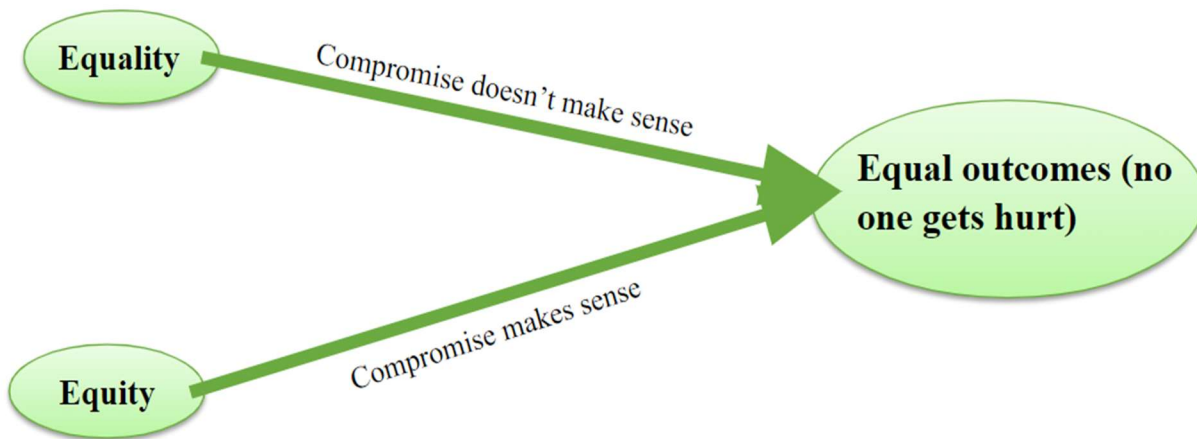 Equality
Compromise doesn’t make sense
Equal outcomes (no
one gets hurt)
Compromise makes sense
Equity